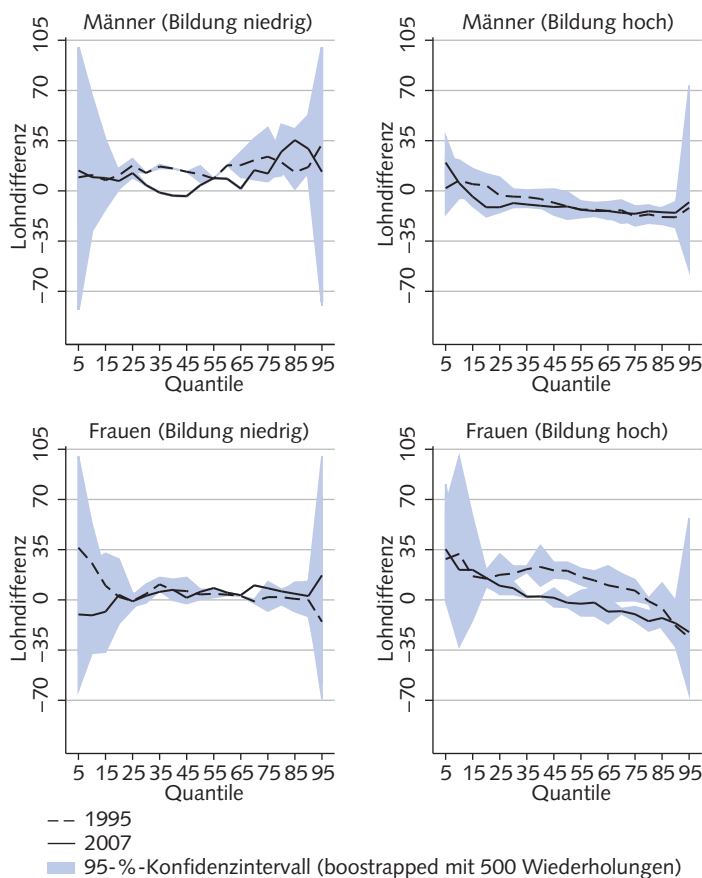 Männer (Bildung niedrig)
Lohndifferenz
105
70
35
0
−35
−70
5 15 25 35 45 55 65 75 85 95
Quantile
Männer (Bildung hoch)
Lohndifferenz
105
70
35
0
−35
−70
5 15 25 35 45 55 65 75 85 95
Quantile
Frauen (Bildung niedrig)
Lohndifferenz
105
70
35
0
−35
−70
5 15 25 35 45 55 65 75 85 95
Quantile
Frauen (Bildung hoch)
Lohndifferenz
105
70
35
0
−35
−70
5 15 25 35 45 55 65 75 85 95
Quantile
1995
2007
95-%-Konfidenzintervall (boostrapped mit 500 Wiederholungen)